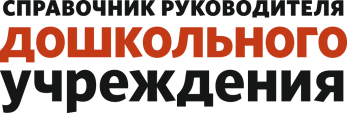 СПРАВОЧНИК РУКОВОДИТЕЛЯ
дошкольного
учреждения